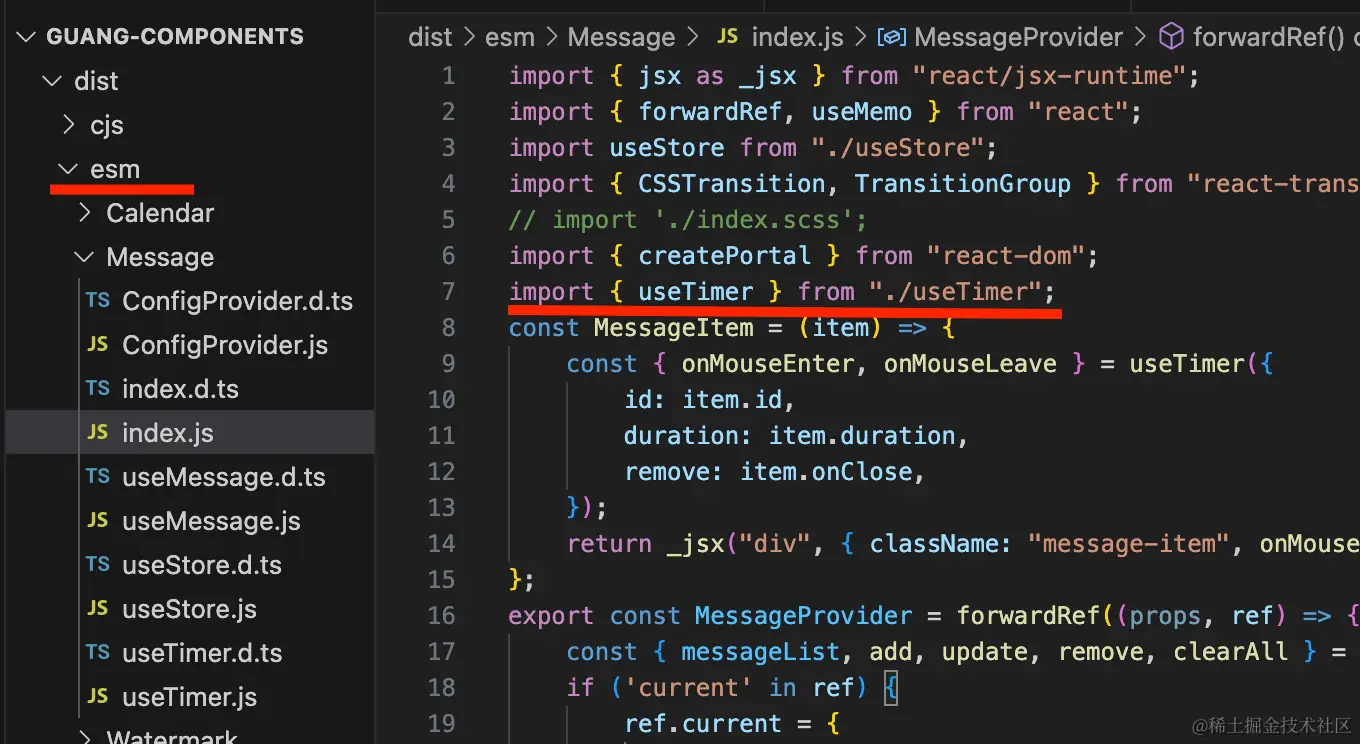 GUANG-COMPONENTS
dist
cjs
esm
Calendar
Message
TS ConfigProvider.d.ts
JS ConfigProvider.js
TS index.d.ts
JS index.js
TS useMessage.d.ts
JS useMessage.js
TS useStore.d.ts
JS useStore.js
TS useTimer.d.ts
JS useTimer.js
Watermark
dist > esm > Message > JS index.js > MessageProvider > forwardRef()
1 import { jsx as _jsx } from "react/jsx-runtime";
2 import { forwardRef, useMemo } from "react";
3 import useStore from "./useStore";
4 import { CSSTransition, TransitionGroup } from "react-trans
5 // import './index.scss';
6 import { createPortal } from "react-dom";
7 import { useTimer } from "./useTimer";
8 const MessageItem = (item) => {
9 const { onMouseEnter, onMouseLeave } = useTimer({
10 id: item.id,
11 duration: item.duration,
12 remove: item.onClose,
13 });
14 return _jsx("div", { className: "message-item", onMouse
15 };
16 export const MessageProvider = forwardRef((props, ref) => {
17 const { messageList, add, update, remove, clearAll } =
18 if ('current' in ref) {
19 ref.current = {
@稀土掘金技术社区